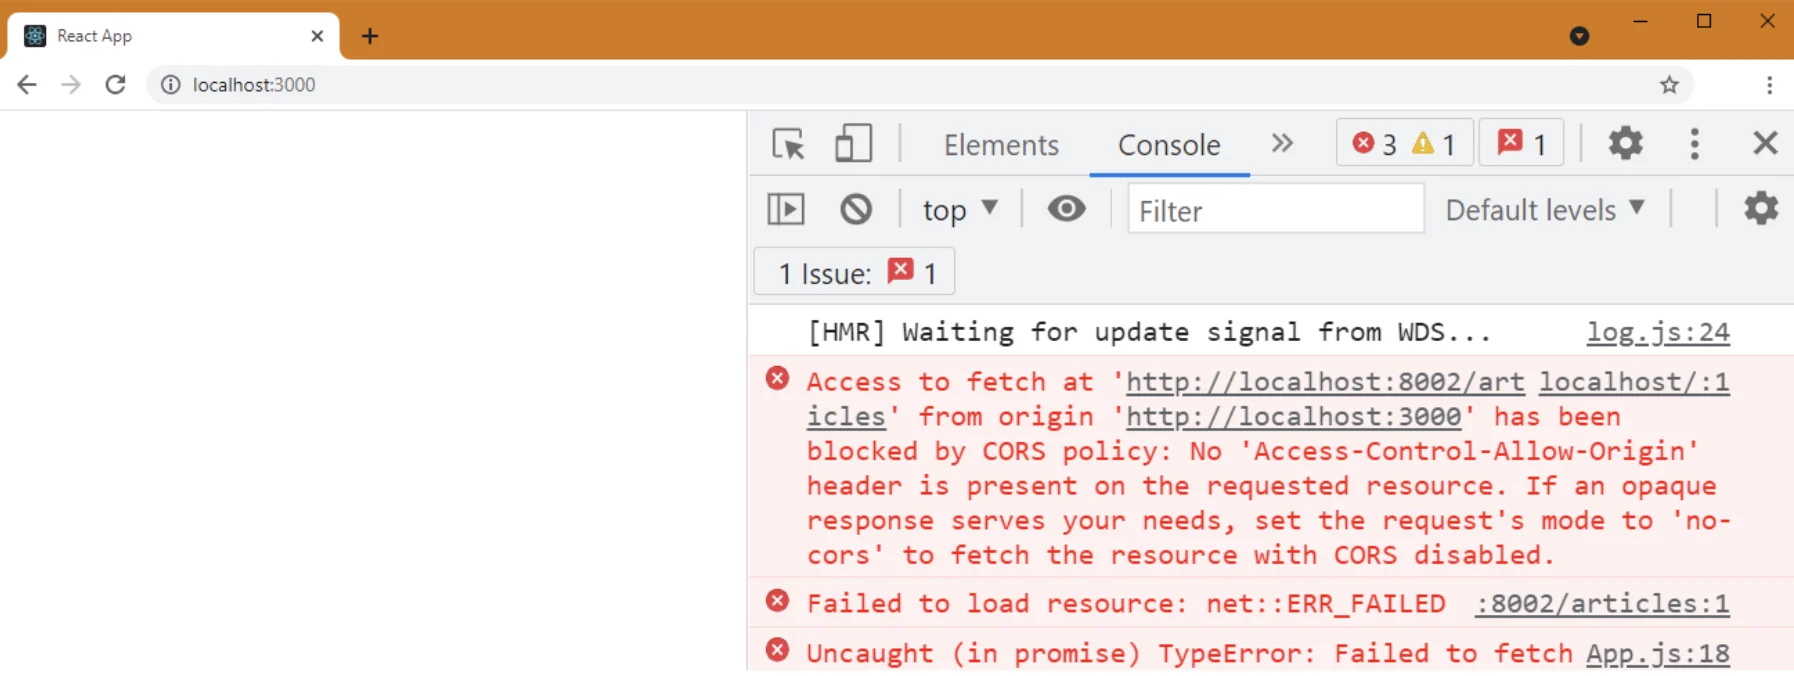 React App
localhost:3000
Elements Console 3 1 1
top Filter Default levels
1 Issue: 1
[HMR] Waiting for update signal from WDS... log.js:24
Access to fetch at 'http://localhost:8002/art localhost/:1
icles' from origin 'http://localhost:3000' has been
blocked by CORS policy: No 'Access-Control-Allow-Origin'
header is present on the requested resource. If an opaque
response serves your needs, set the request's mode to 'no-
cors' to fetch the resource with CORS disabled.
Failed to load resource: net::ERR_FAILED :8002/articles:1
Uncaught (in promise) TypeError: Failed to fetch App.js:18